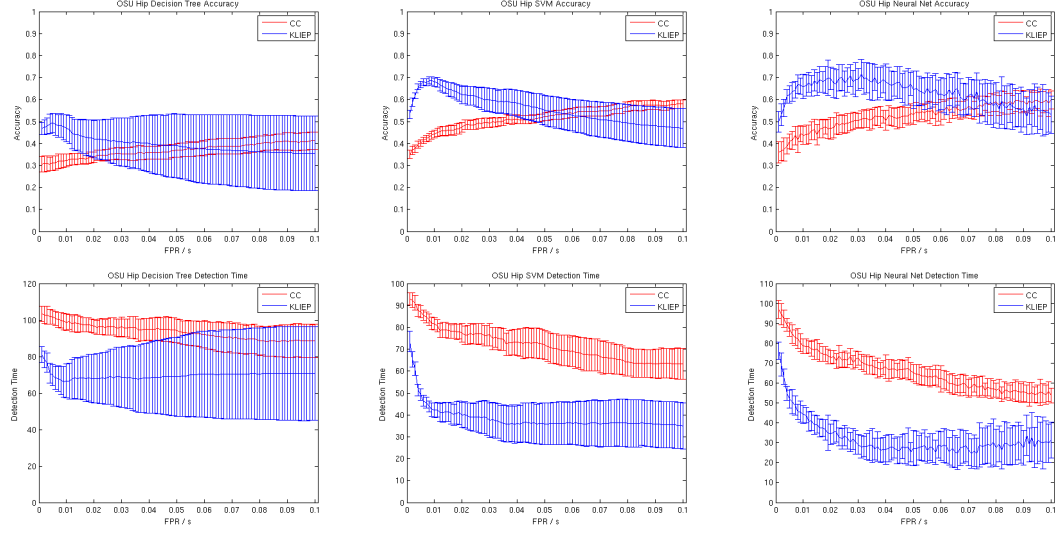 OSU Hip Decision Tree Accuracy
1
0.9
0.8
0.7
0.6
0.5
0.4
0.3
0.2
0.1
0
Accuracy
CC
KLIEP
0 0.01 0.02 0.03 0.04 0.05 0.06 0.07 0.08 0.09 0.1
FPR / s
OSU Hip SVM Accuracy
1
0.9
0.8
0.7
0.6
0.5
0.4
0.3
0.2
0.1
0
Accuracy
CC
KLIEP
0 0.01 0.02 0.03 0.04 0.05 0.06 0.07 0.08 0.09 0.1
FPR / s
OSU Hip Neural Net Accuracy
1
0.9
0.8
0.7
0.6
0.5
0.4
0.3
0.2
0.1
0
Accuracy
CC
KLIEP
0 0.01 0.02 0.03 0.04 0.05 0.06 0.07 0.08 0.09 0.1
FPR / s
OSU Hip Decision Tree Detection Time
120
100
80
60
40
20
0
Detection Time
CC
KLIEP
0 0.01 0.02 0.03 0.04 0.05 0.06 0.07 0.08 0.09 0.1
FPR / s
OSU Hip SVM Detection Time
100
90
80
70
60
50
40
30
20
10
0
Detection Time
CC
KLIEP
0 0.01 0.02 0.03 0.04 0.05 0.06 0.07 0.08 0.09 0.1
FPR / s
OSU Hip Neural Net Detection Time
110
100
90
80
70
60
50
40
30
20
10
0
Detection Time
CC
KLIEP
0 0.01 0.02 0.03 0.04 0.05 0.06 0.07 0.08 0.09 0.1
FPR / s